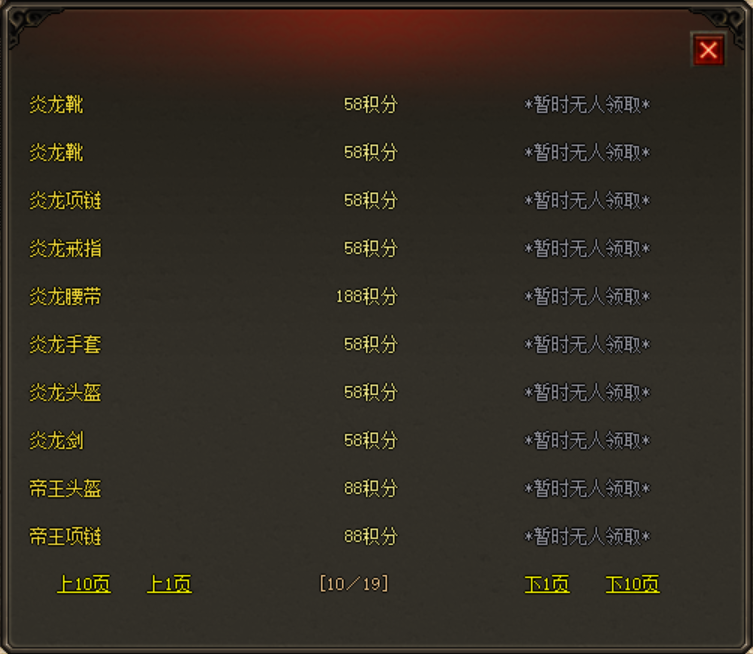 炎龙靴 58积分 *暂时无人领取*
炎龙靴 58积分 *暂时无人领取*
炎龙项链 58积分 *暂时无人领取*
炎龙戒指 58积分 *暂时无人领取*
炎龙腰带 188积分 *暂时无人领取*
炎龙手套 58积分 *暂时无人领取*
炎龙头盔 58积分 *暂时无人领取*
炎龙剑 58积分 *暂时无人领取*
帝王头盔 88积分 *暂时无人领取*
帝王项链 88积分 *暂时无人领取*
上10页 上1页 [10/19] 下1页 下10页